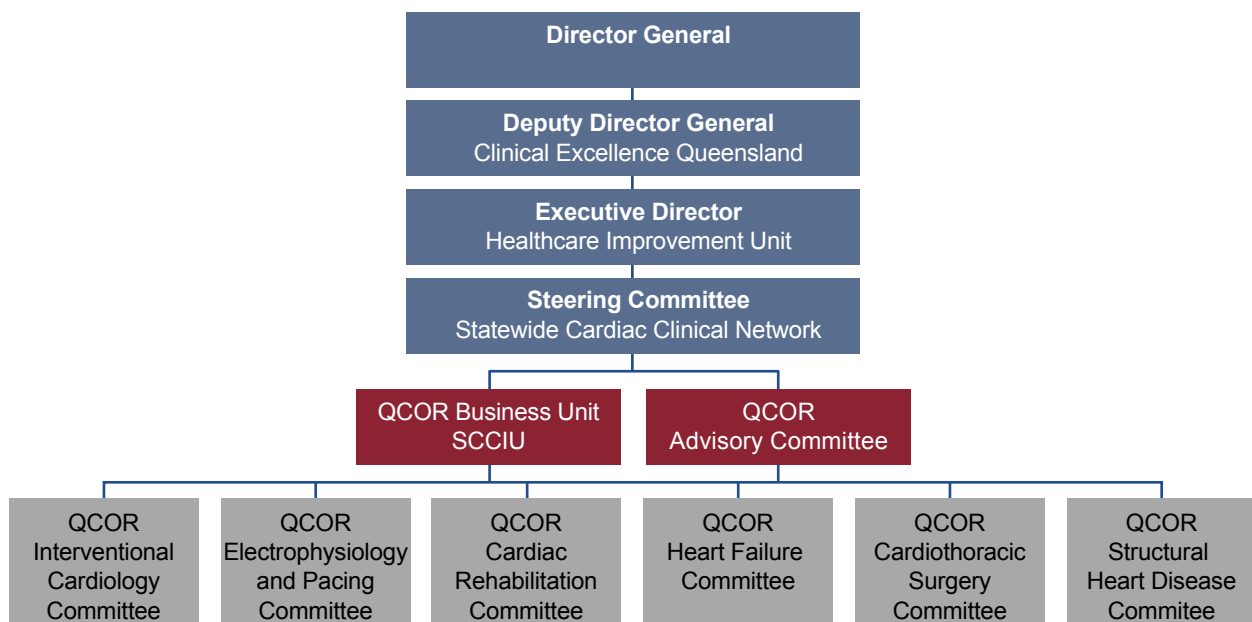 Director General
Deputy Director General
Clinical Excellence Queensland
Executive Director
Healthcare Improvement Unit
Steering Committee
Statewide Cardiac Clinical Network
QCOR Business Unit
SCCIU
QCOR
Advisory Committee
QCOR
Interventional
Cardiology
Committee
QCOR
Electrophysiology
and Pacing
Committee
QCOR
Cardiac
Rehabilitation
Committee
QCOR
Heart Failure
Committee
QCOR
Cardiothoracic
Surgery
Committee
QCOR
Structural
Heart Disease
Commitee